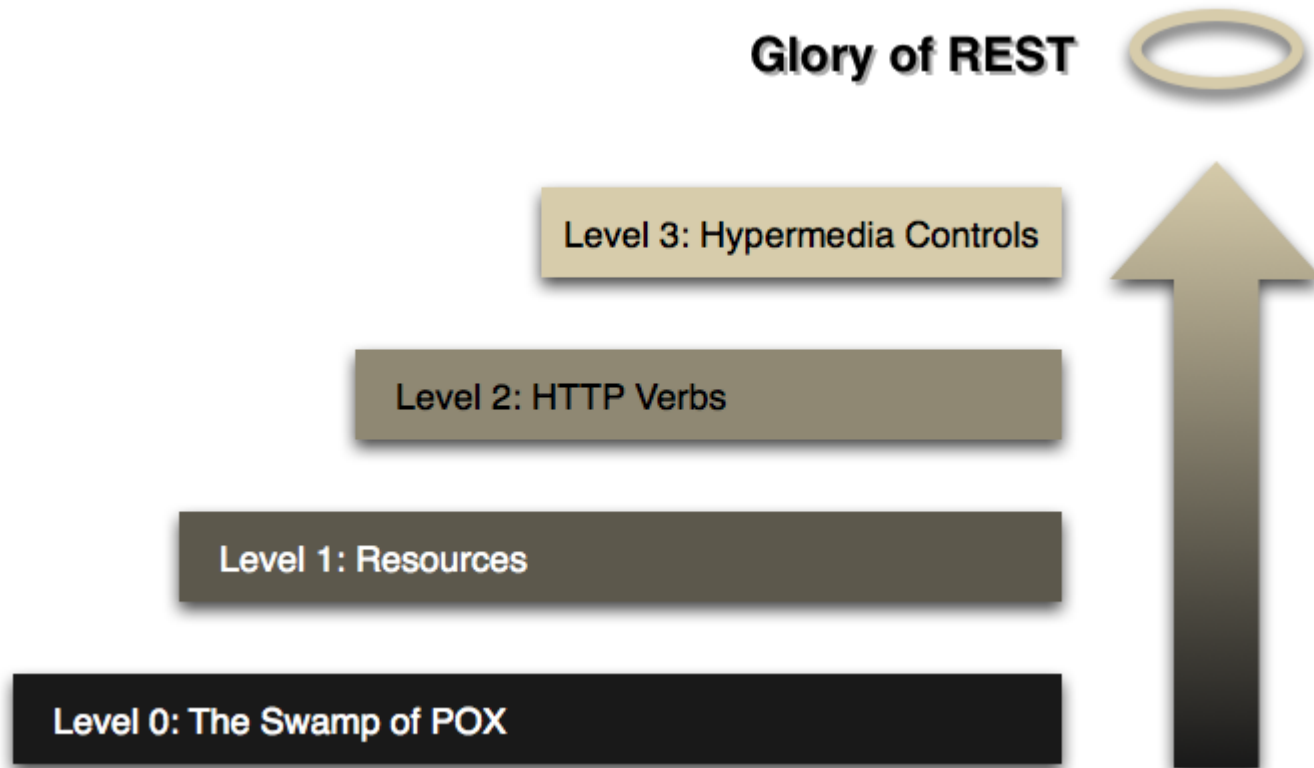 Glory of REST
Level 3: Hypermedia Controls
Level 2: HTTP Verbs
Level 1: Resources
Level 0: The Swamp of POX